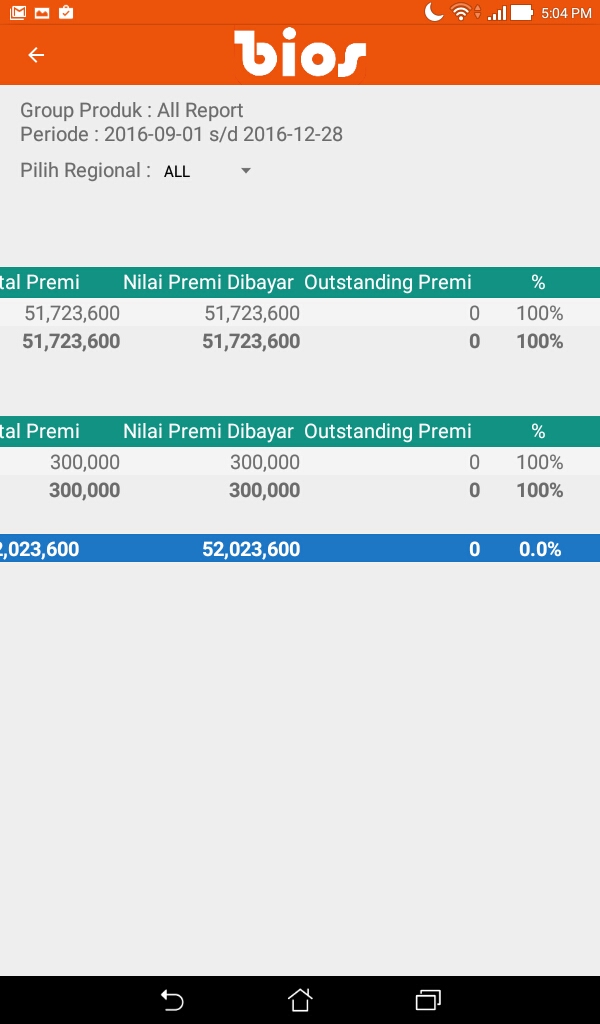 5:04 PM
bios
Group Produk : All Report
Periode : 2016-09-01 s/d 2016-12-28
Pilih Regional : ALL
tal Premi Nilai Premi Dibayar Outstanding Premi %
51,723,600 51,723,600 0 100%
51,723,600 51,723,600 0 100%
tal Premi Nilai Premi Dibayar Outstanding Premi %
300,000 300,000 0 100%
300,000 300,000 0 100%
2,023,600 52,023,600 0 0.0%